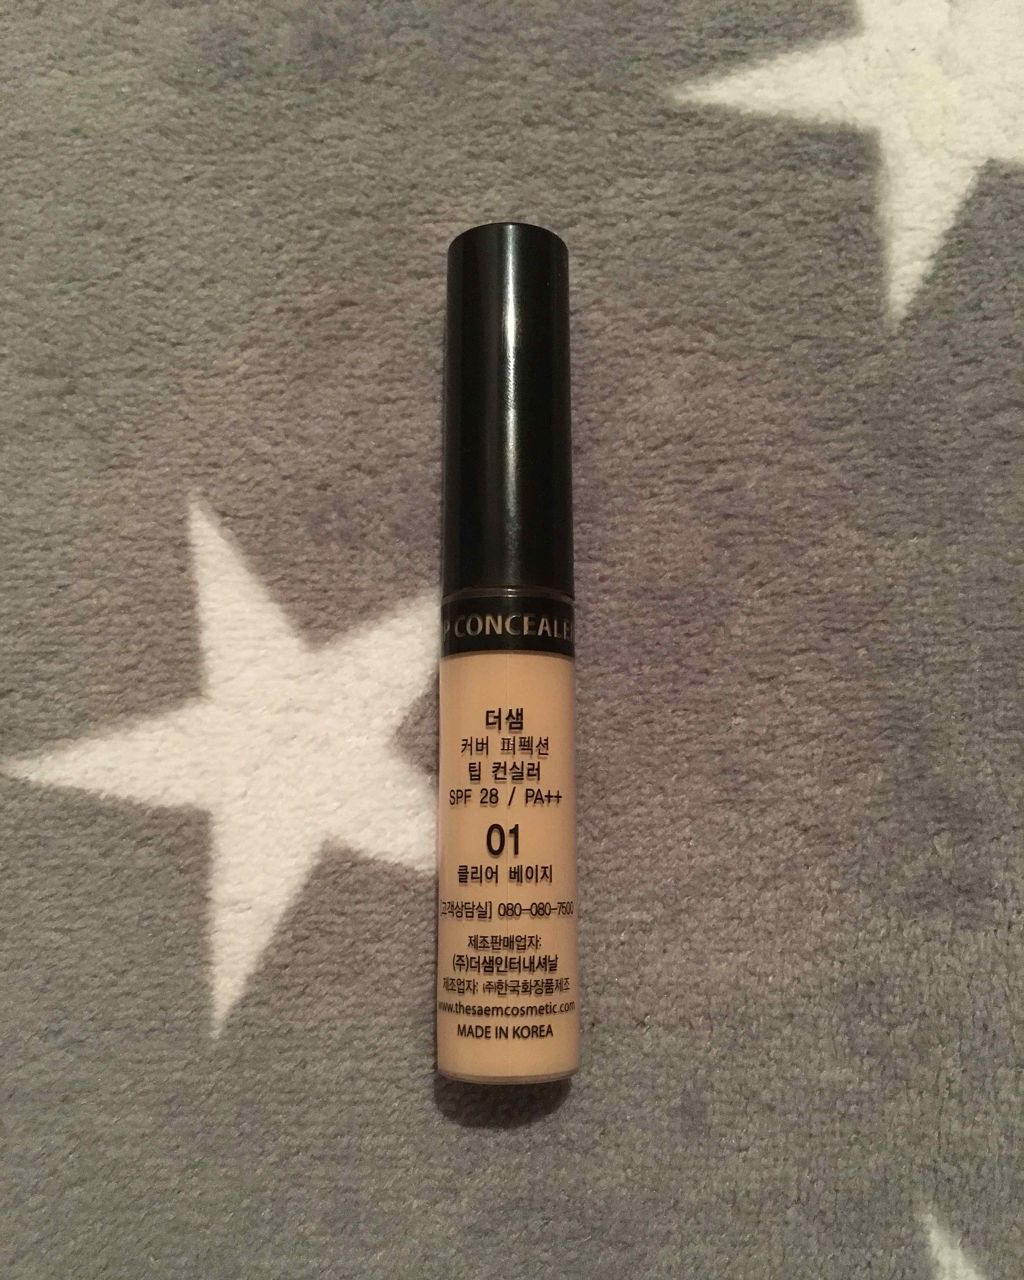 P CONCEALE
더샘
커버 퍼펙션
팁 컨실러
SPF 28 / PA++
01
클리어 베이지
[고객상담실] 080-080-7500
제조판매업자:
(주)더샘인터내셔날
제조업자: ㈜한국화장품제조
www.thesaemcosmetic.com
MADE IN KOREA